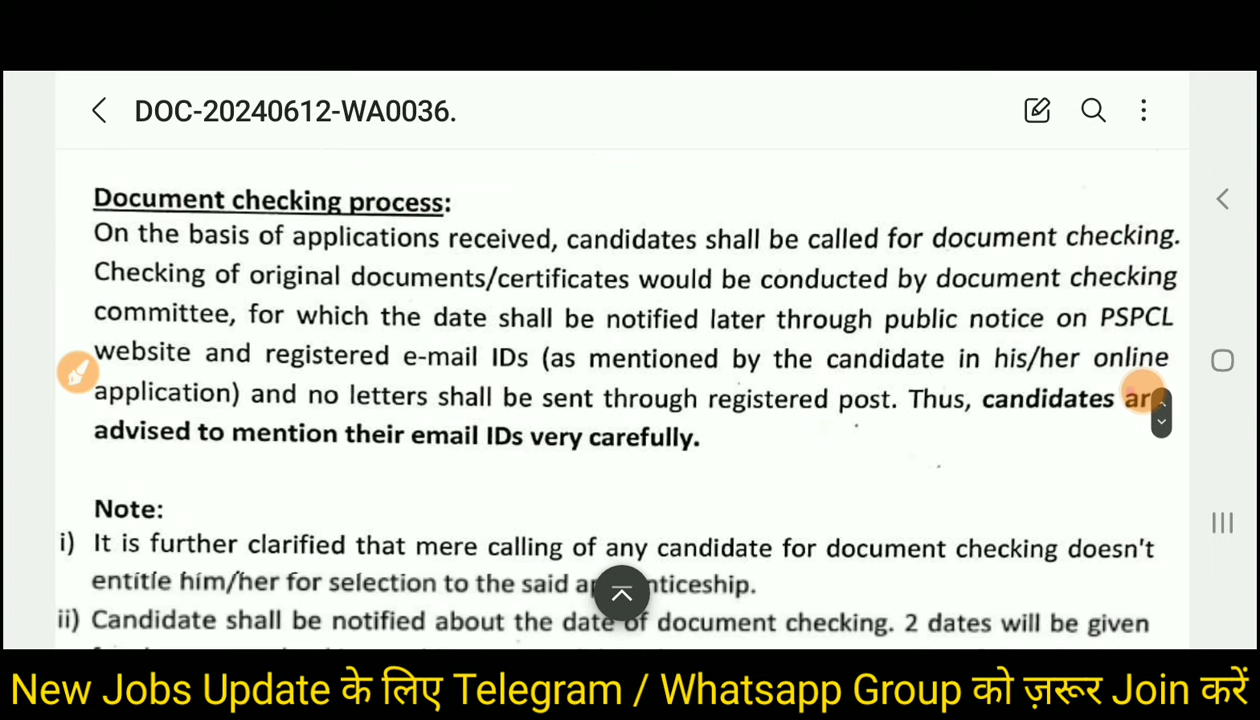 DOC-20240612-WA0036.
Document checking process:
On the basis of applications received, candidates shall be called for document checking.
Checking of original documents/certificates would be conducted by document checking
committee, for which the date shall be notified later through public notice on PSPCL
website and registered e-mail IDs (as mentioned by the candidate in his/her online
application) and no letters shall be sent through registered post. Thus, candidates
advised to mention their email IDs very carefully.
Note:
i) It is further clarified that mere calling of any candidate for document checking doesn't
entitle him/her for selection to the said
ii) Candidate shall be notified about the date of document checking. 2 dates will be given
New Jobs Update के लिए Telegram / Whatsapp Group को ज़रूर Join करें